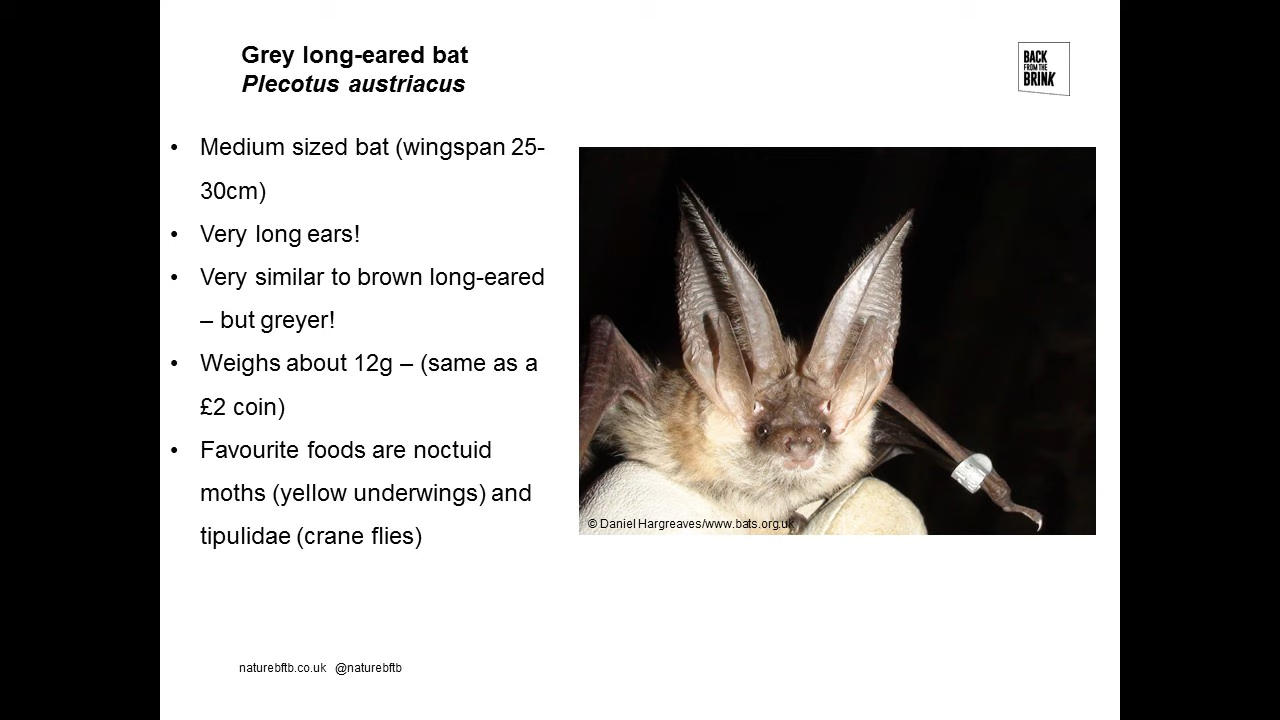 Grey long-eared bat
Plecotus austriacus
BACK
FROM THE
BRINK
• Medium sized bat (wingspan 25-
30cm)
• Very long ears!
• Very similar to brown long-eared
– but greyer!
• Weighs about 12g – (same as a
£2 coin)
• Favourite foods are noctuid
moths (yellow underwings) and
tipulidae (crane flies)
© Daniel Hargreaves/www.bats.org.uk
naturebftb.co.uk @naturebftb